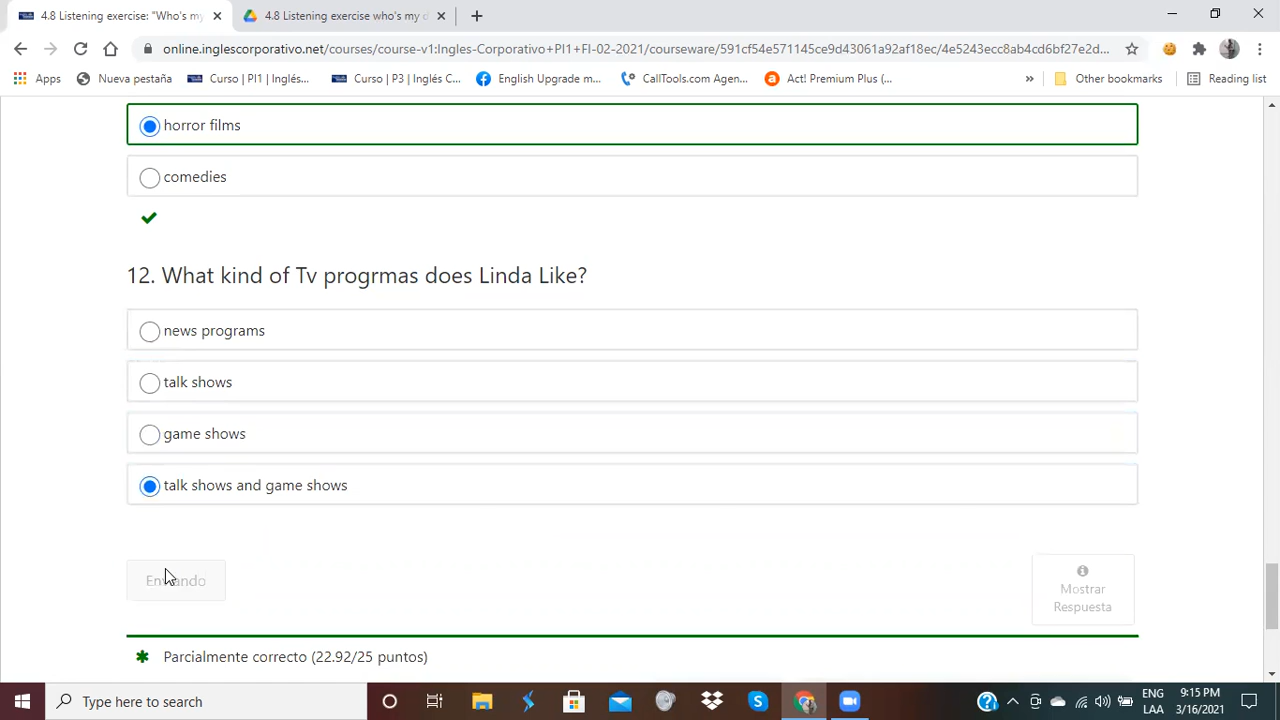 4.8 Listening exercise: "Who's my
4.8 Listening exercise who's my d
online.inglescorporativo.net/courses/course-v1:Ingles-Corporativo+PI1+FI-02-2021/courseware/591cf54e571145ce9d43061a92af18ec/4e5243ecc8ab4cd6bf27e2d...
Apps
Nueva pestaña
Curso | PI1 | Inglés...
Curso | P3 | Inglés C...
English Upgrade m...
CallTools.com Agen...
Act! Premium Plus (...
»
Other bookmarks
Reading list
horror films
comedies
12. What kind of Tv progrmas does Linda Like?
news programs
talk shows
game shows
talk shows and game shows
Enviando
Mostrar
Respuesta
Parcialmente correcto (22.92/25 puntos)
Type here to search
ENG
LAA
9:15 PM
3/16/2021